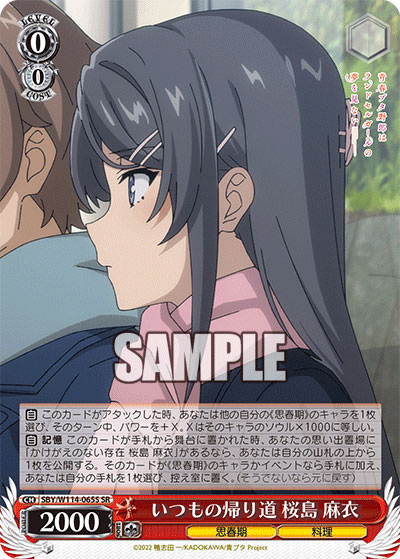 LEVEL
0
0
COST
青春ブタ野郎は
ランドセルガールの
夢を見ない
SAMPLE
自 このカードがアタックした時、あなたは他の自分の《思春期》のキャラを1枚
選び、そのターン中、パワーを+X。Xはそのキャラのソウル×1000に等しい。
自 記憶 このカードが手札から舞台に置かれた時、あなたの思い出置場に
「かけがえのない存在 桜島 麻衣」があるなら、あなたは自分の山札の上から
1枚を公開する。そのカードが《思春期》のキャラかイベントなら手札に加え、
あなたは自分の手札を1枚選び、控え室に置く。(そうでないなら元に戻す)
CH SBY/W114-065S SR
いつもの帰り道 桜島 麻衣
2000
思春期
料理
©2022 鴨志田 一/KADOKAWA/青ブタ Project